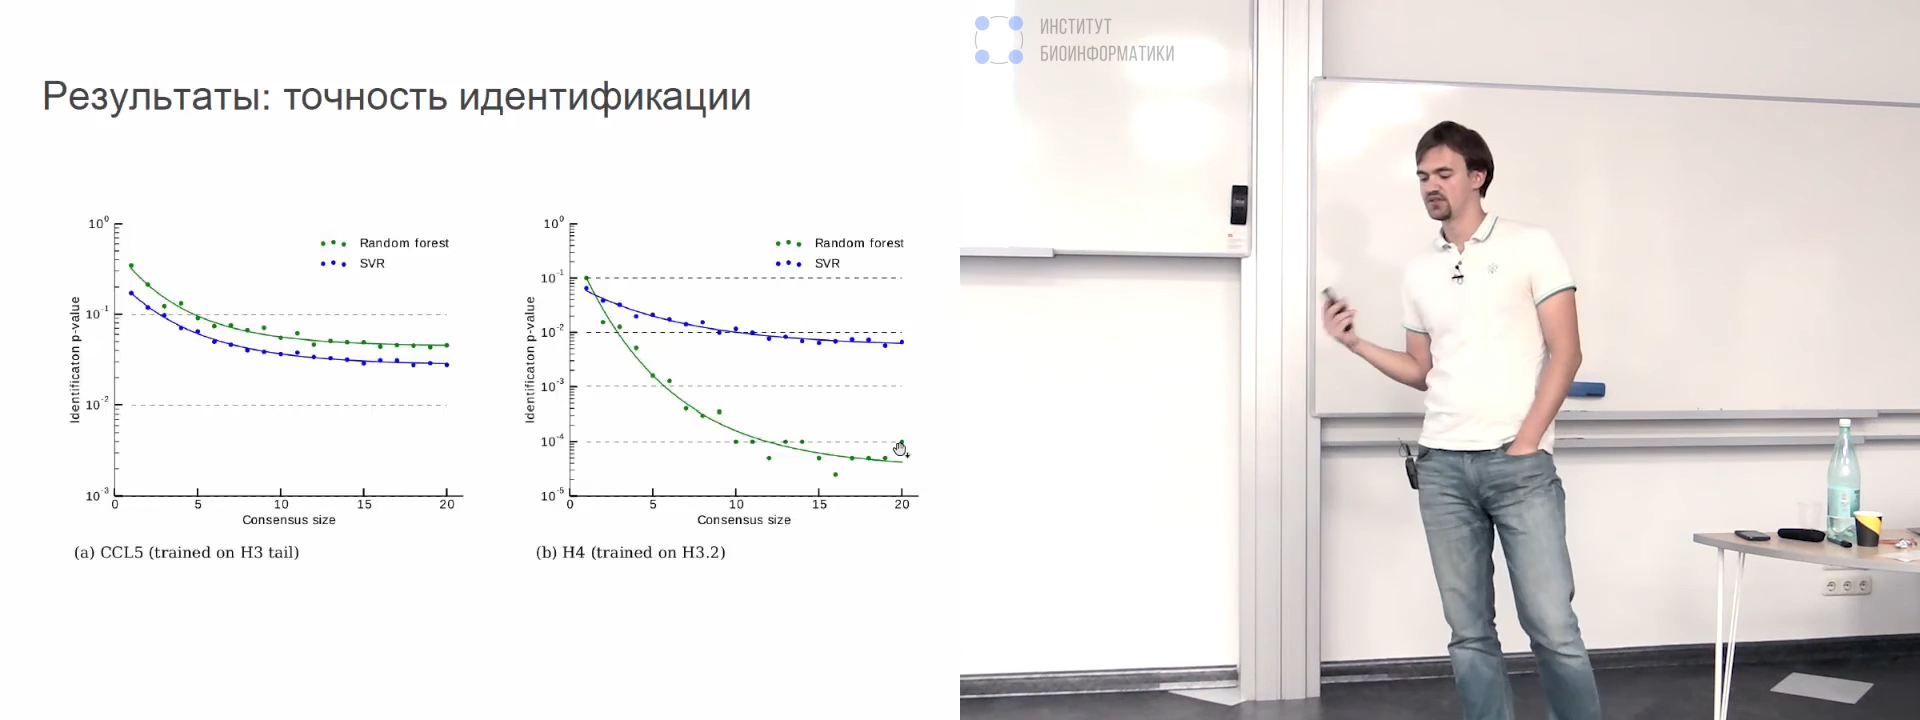 Результаты: точность идентификации
10^0
10^-1
10^-2
10^-3
Identificaton p-value
0 5 10 15 20
Consensus size
Random forest
SVR
(a) CCL5 (trained on H3 tail)
10^0
10^-1
10^-2
10^-3
10^-4
10^-5
Identificaton p-value
0 5 10 15 20
Consensus size
Random forest
SVR
(b) H4 (trained on H3.2)
ИНСТИТУТ
БИОИНФОРМАТИКИ